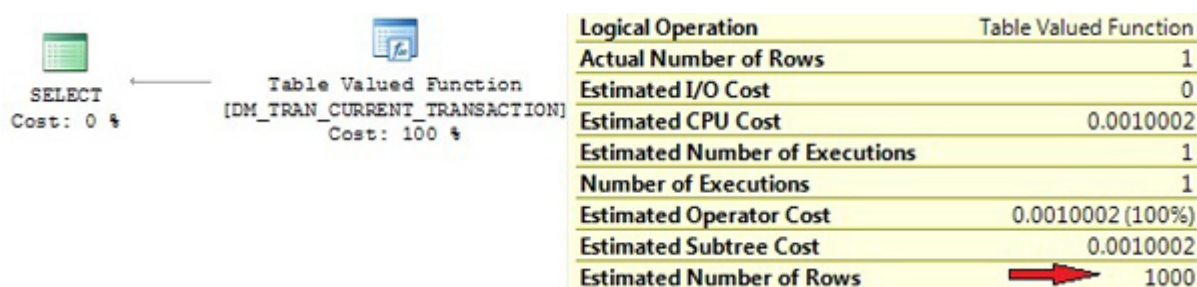 SELECT
Cost: 0 %
Table Valued Function
[DM_TRAN_CURRENT_TRANSACTION]
Cost: 100 %
Logical Operation Table Valued Function
Actual Number of Rows 1
Estimated I/O Cost 0
Estimated CPU Cost 0.0010002
Estimated Number of Executions 1
Number of Executions 1
Estimated Operator Cost 0.0010002 (100%)
Estimated Subtree Cost 0.0010002
Estimated Number of Rows 1000